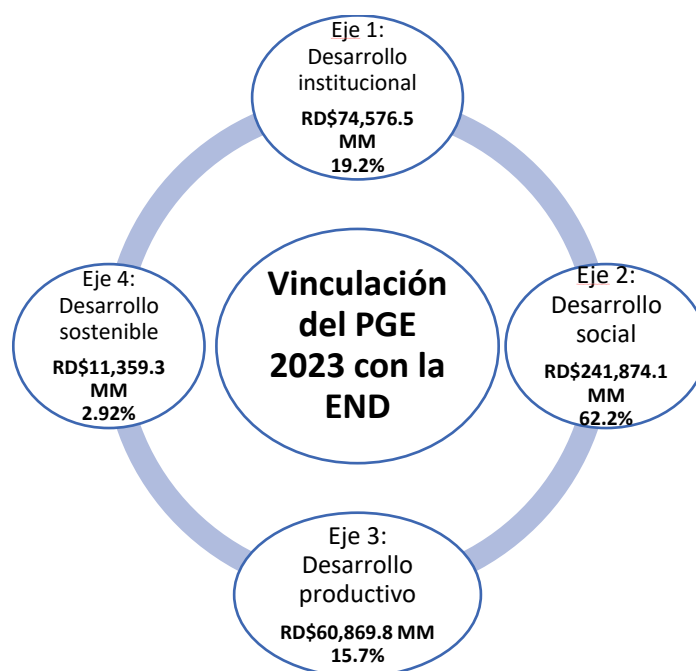 Eje 1:
Desarrollo
institucional
RD$74,576.5
MM
19.2%
Eje 2:
Desarrollo
social
RD$241,874.1
MM
62.2%
Eje 3:
Desarrollo
productivo
RD$60,869.8 MM
15.7%
Eje 4:
Desarrollo
sostenible
RD$11,359.3
MM
2.92%
Vinculación
del PGE
2023 con la
END